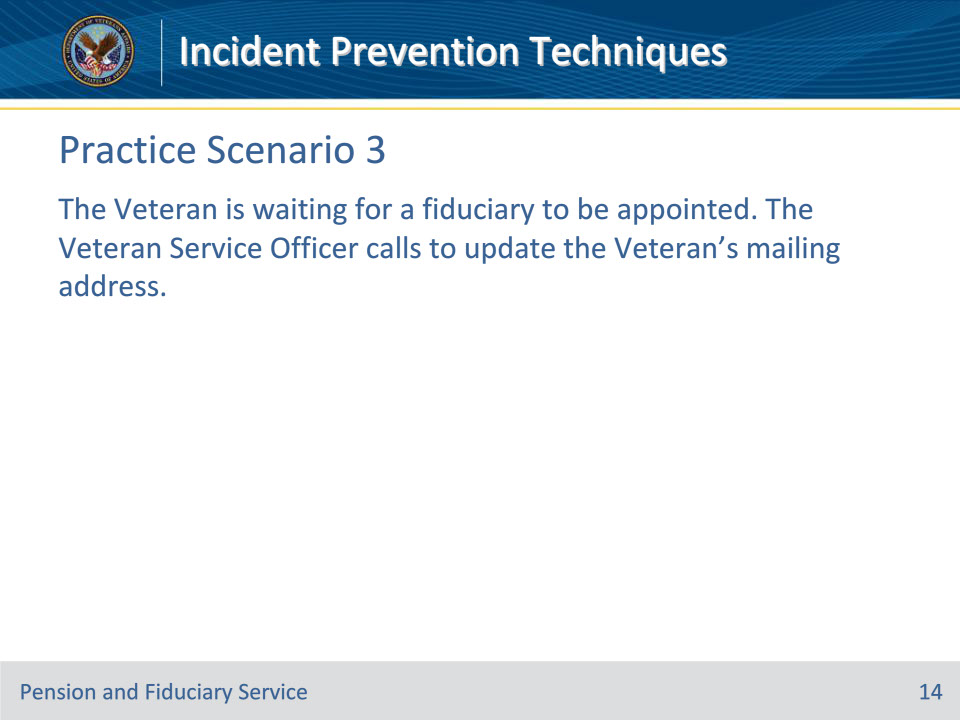 Incident Prevention Techniques
Practice Scenario 3
The Veteran is waiting for a fiduciary to be appointed. The
Veteran Service Officer calls to update the Veteran’s mailing
address.
Pension and Fiduciary Service
14